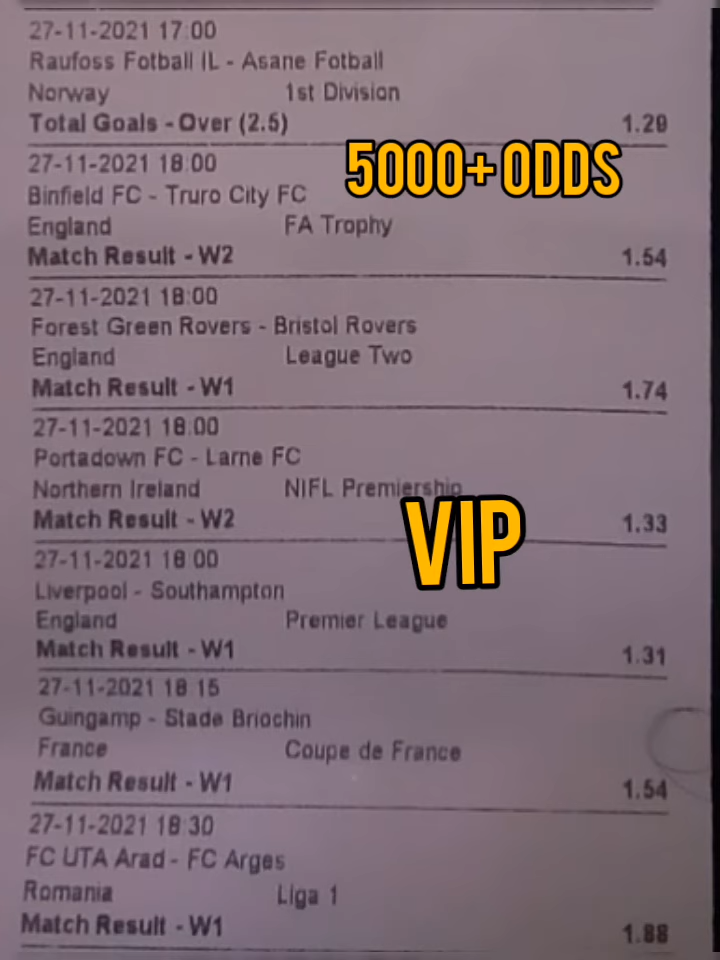 27-11-2021 17:00
Raufoss Fotball IL - Asane Fotball
Norway 1st Division
Total Goals - Over (2.5) 1.29
5000+ ODDS
27-11-2021 18:00
Binfield FC - Truro City FC
England FA Trophy
Match Result - W2 1.54
27-11-2021 18:00
Forest Green Rovers - Bristol Rovers
England League Two
Match Result - W1 1.74
27-11-2021 18:00
Portadown FC - Larne FC
Northern Ireland NIFL Premiership
Match Result - W2 1.33
VIP
27-11-2021 18:00
Liverpool - Southampton
England Premier League
Match Result - W1 1.31
27-11-2021 18:15
Guingamp - Stade Briochin
France Coupe de France
Match Result - W1 1.54
27-11-2021 18:30
FC UTA Arad - FC Arges
Romania Liga 1
Match Result - W1 1.88